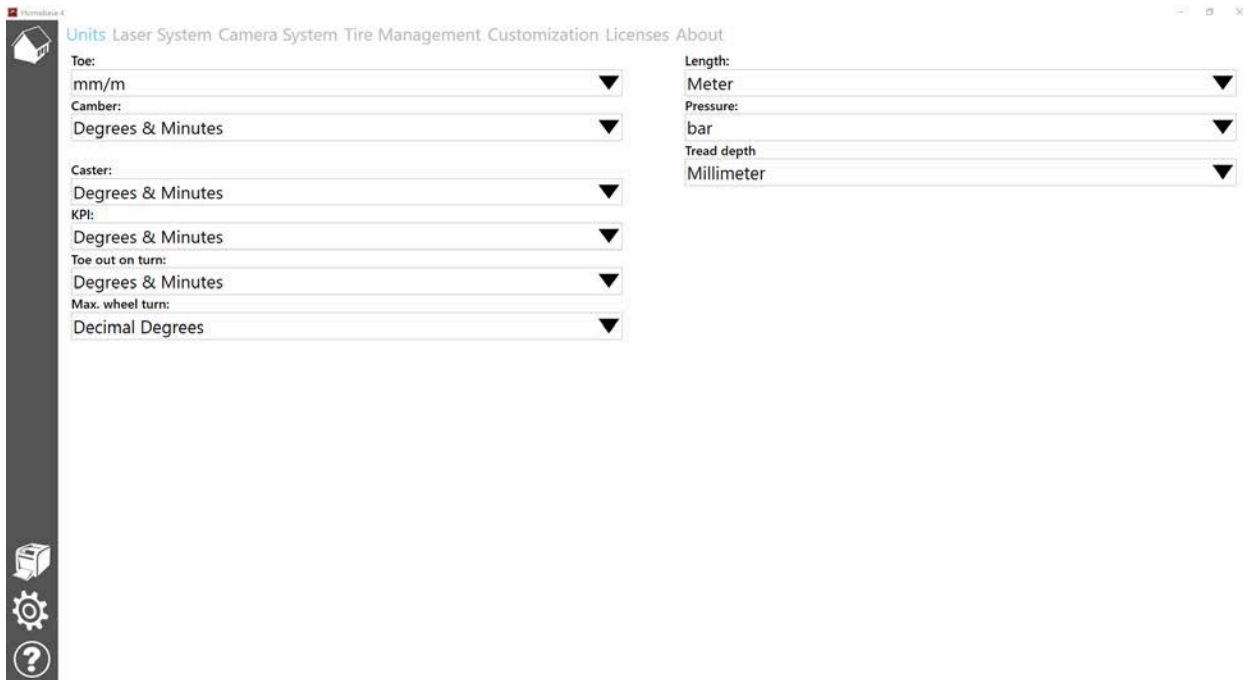 Homebase 4
Units Laser System Camera System Tire Management Customization Licenses About
Toe:
mm/m
Camber:
Degrees & Minutes
Caster:
Degrees & Minutes
KPI:
Degrees & Minutes
Toe out on turn:
Degrees & Minutes
Max. wheel turn:
Decimal Degrees
Length:
Meter
Pressure:
bar
Tread depth
Millimeter
?